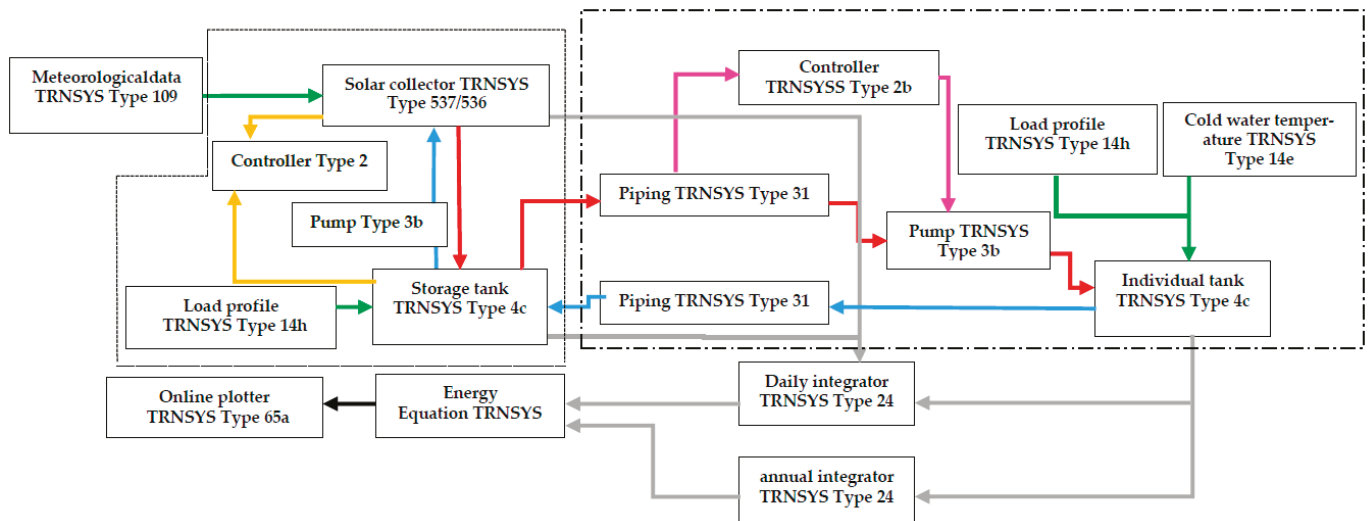 Meteorologicaldata
TRNSYS Type 109
Solar collector TRNSYS
Type 537/536
Controller Type 2
Pump Type 3b
Load profile
TRNSYS Type 14h
Storage tank
TRNSYS Type 4c
Controller
TRNSYSS Type 2b
Load profile
TRNSYS Type 14h
Cold water temper-
ature TRNSYS
Type 14e
Piping TRNSYS Type 31
Pump TRNSYS
Type 3b
Piping TRNSYS Type 31
Individual tank
TRNSYS Type 4c
Online plotter
TRNSYS Type 65a
Energy
Equation TRNSYS
Daily integrator
TRNSYS Type 24
annual integrator
TRNSYS Type 24